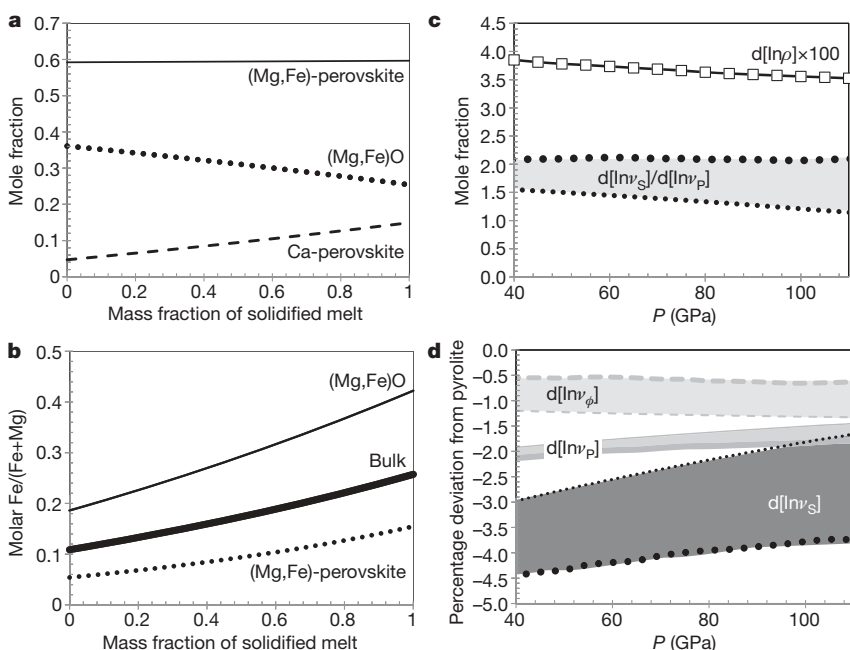 a
0.7
0.6
0.5
0.4
0.3
0.2
0.1
0
Mole fraction
(Mg,Fe)-perovskite
(Mg,Fe)O
Ca-perovskite
0 0.2 0.4 0.6 0.8 1
Mass fraction of solidified melt
c
4.5
4.0
3.5
3.0
2.5
2.0
1.5
1.0
0.5
0.0
Mole fraction
d[lnρ]×100
d[lnνS]/d[lnνP]
40 60 80 100
P (GPa)
b
0.5
0.4
0.3
0.2
0.1
0
Molar Fe/(Fe+Mg)
(Mg,Fe)O
Bulk
(Mg,Fe)-perovskite
0 0.2 0.4 0.6 0.8 1
Mass fraction of solidified melt
d
0.0
−0.5
−1.0
−1.5
−2.0
−2.5
−3.0
−3.5
−4.0
−4.5
−5.0
Percentage deviation from pyrolite
d[lnνϕ]
d[lnνP]
d[lnνS]
40 60 80 100
P (GPa)